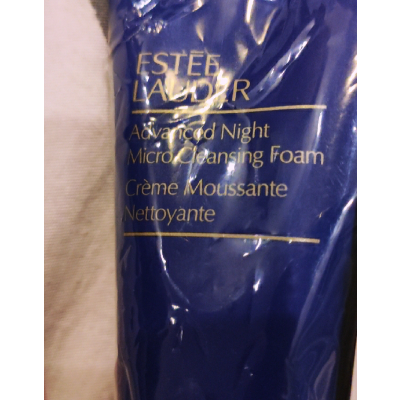 ESTĒE
LAUDER
Advanced Night
Micro Cleansing Foam
Crème Moussante
Nettoyante